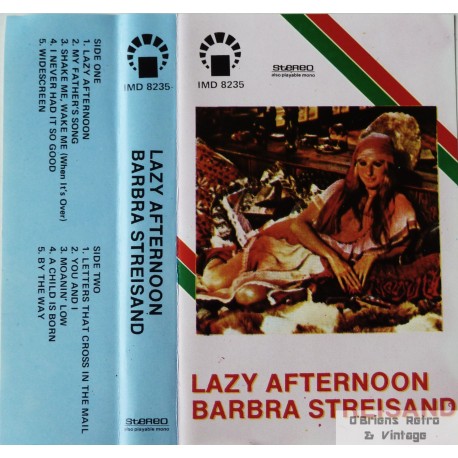 SIDE ONE
1. LAZY AFTERNOON
2. MY FATHER'S SONG
3. SHAKE ME, WAKE ME (When It's Over)
4. I NEVER HAD IT SO GOOD
5. WIDESCREEN
SIDE TWO
1. LETTERS THAT CROSS IN THE MAIL
2. YOU AND I
3. MOANIN' LOW
4. A CHILD IS BORN
5. BY THE WAY
IMD 8235
LAZY AFTERNOON
BARBRA STREISAND
STEREO
also playable mono
IMD 8235
STEREO
also playable mono
LAZY AFTERNOON
BARBRA STREISAND
O'Briens Retro
& Vintage